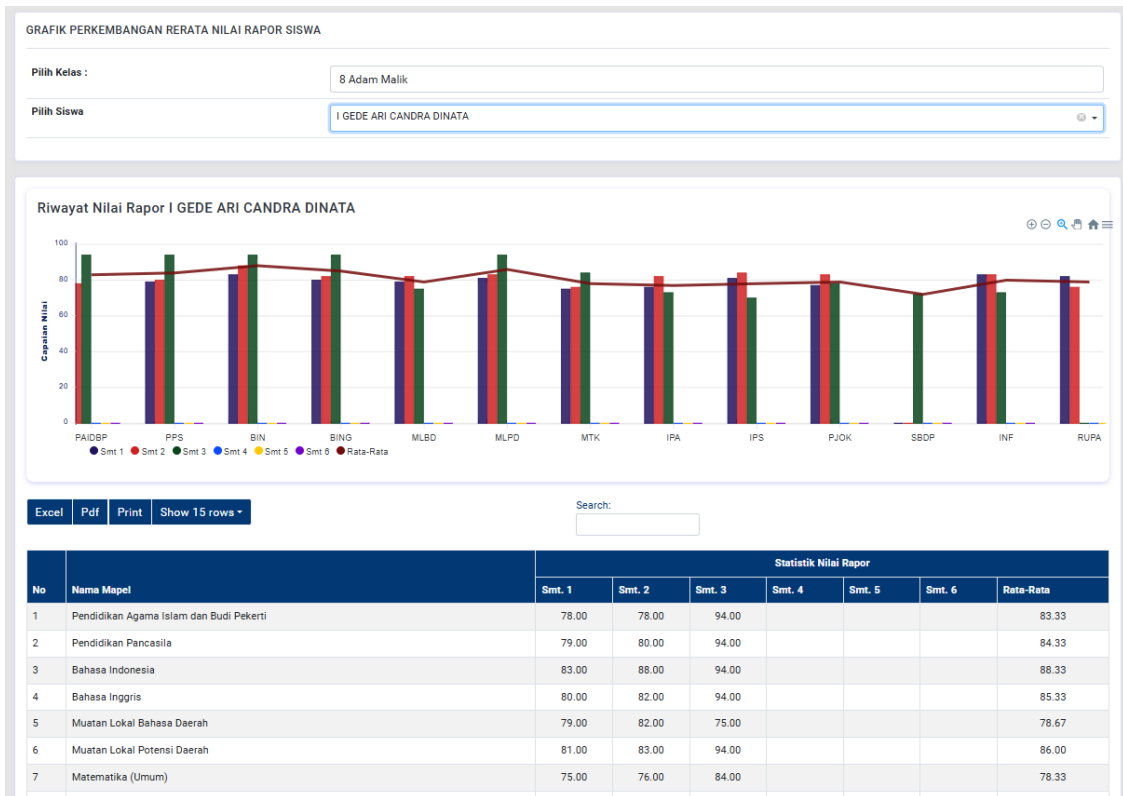 GRAFIK PERKEMBANGAN RERATA NILAI RAPOR SISWA
Pilih Kelas :
8 Adam Malik
Pilih Siswa
I GEDE ARI CANDRA DINATA
Riwayat Nilai Rapor I GEDE ARI CANDRA DINATA
Capaian Nilai
100
80
60
40
20
0
PAIDBP PPS BIN BING MLBD MLPD MTK IPA IPS PJOK SBDP INF RUPA
Smt 1 Smt 2 Smt 3 Smt 4 Smt 5 Smt 6 Rata-Rata
Excel Pdf Print Show 15 rows
Search:
Statistik Nilai Rapor
No Nama Mapel Smt. 1 Smt. 2 Smt. 3 Smt. 4 Smt. 5 Smt. 6 Rata-Rata
1 Pendidikan Agama Islam dan Budi Pekerti 78.00 78.00 94.00 83.33
2 Pendidikan Pancasila 79.00 80.00 94.00 84.33
3 Bahasa Indonesia 83.00 88.00 94.00 88.33
4 Bahasa Inggris 80.00 82.00 94.00 85.33
5 Muatan Lokal Bahasa Daerah 79.00 82.00 75.00 78.67
6 Muatan Lokal Potensi Daerah 81.00 83.00 94.00 86.00
7 Matematika (Umum) 75.00 76.00 84.00 78.33